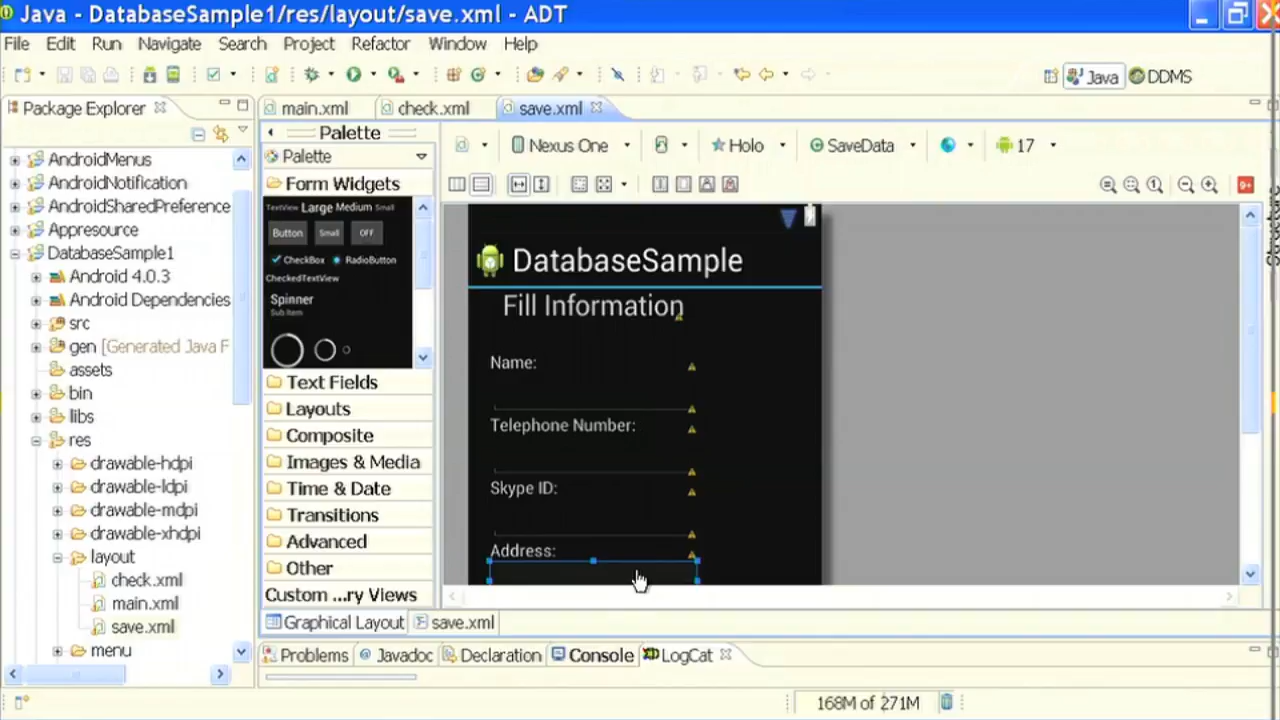 Java - DatabaseSample1/res/layout/save.xml - ADT
File Edit Run Navigate Search Project Refactor Window Help
Java DDMS
Package Explorer
AndroidMenus
AndroidNotification
AndroidSharedPreference
Appresource
DatabaseSample1
Android 4.0.3
Android Dependencies
src
gen [Generated Java F
assets
bin
libs
res
drawable-hdpi
drawable-ldpi
drawable-mdpi
drawable-xhdpi
layout
check.xml
main.xml
save.xml
menu
main.xml check.xml save.xml
Palette
Palette
Form Widgets
TextView Large Medium Small
Button Small OFF
CheckBox RadioButton
CheckedTextView
Spinner
Sub Item
Text Fields
Layouts
Composite
Images & Media
Time & Date
Transitions
Advanced
Other
Custom ...ry Views
Nexus One Holo SaveData 17
DatabaseSample
Fill Information
Name:
Telephone Number:
Skype ID:
Address:
Graphical Layout save.xml
Problems Javadoc Declaration Console LogCat
168M of 271M